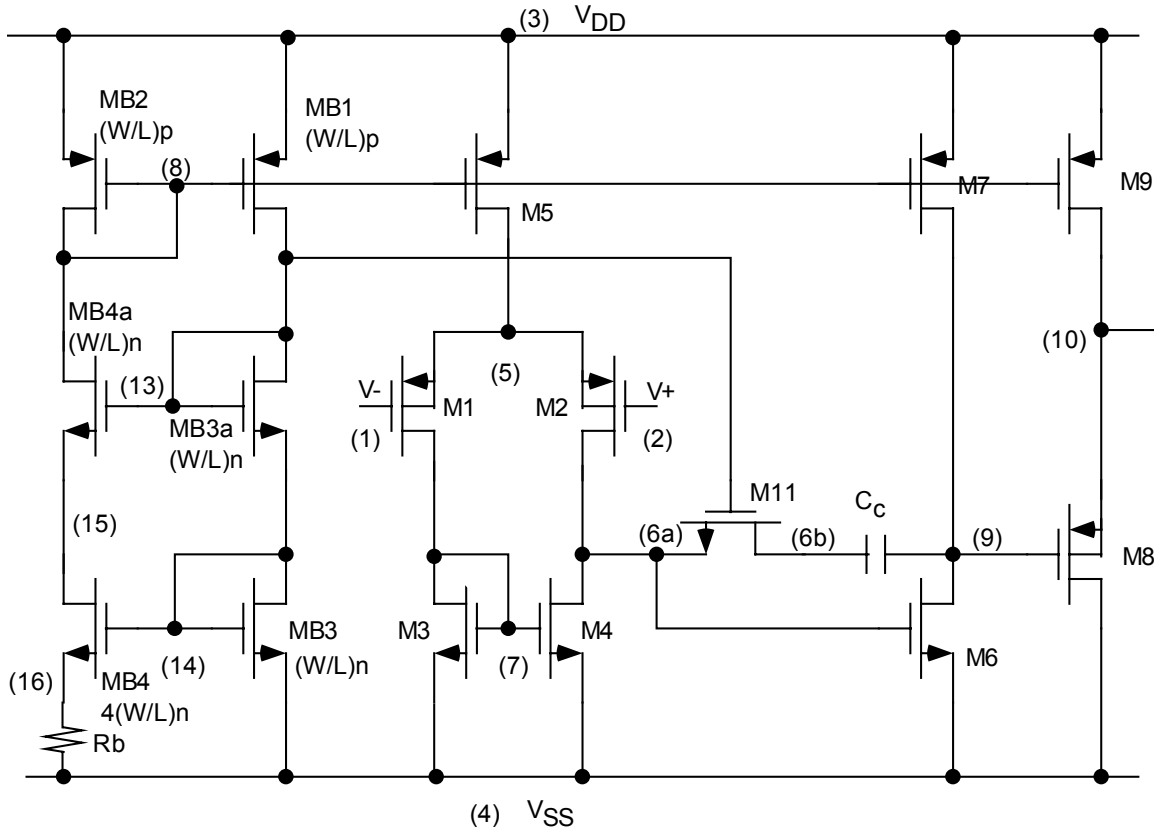 (3) VDD
MB2
(W/L)p
MB1
(W/L)p
(8)
M5
M7
M9
MB4a
(W/L)n
(13)
MB3a
(W/L)n
V-
(1)
M1
(5)
M2
V+
(2)
(10)
(15)
M11
Cc
(6a)
(6b)
(9)
M8
MB3
(W/L)n
M3
M4
M6
(14)
(7)
(16)
MB4
4(W/L)n
Rb
(4) VSS